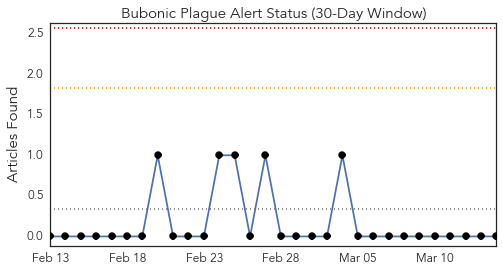 Bubonic Plague Alert Status (30-Day Window)
Articles Found
2.5
2.0
1.5
1.0
0.5
0.0
Feb 13 Feb 18 Feb 23 Feb 28 Mar 05 Mar 10